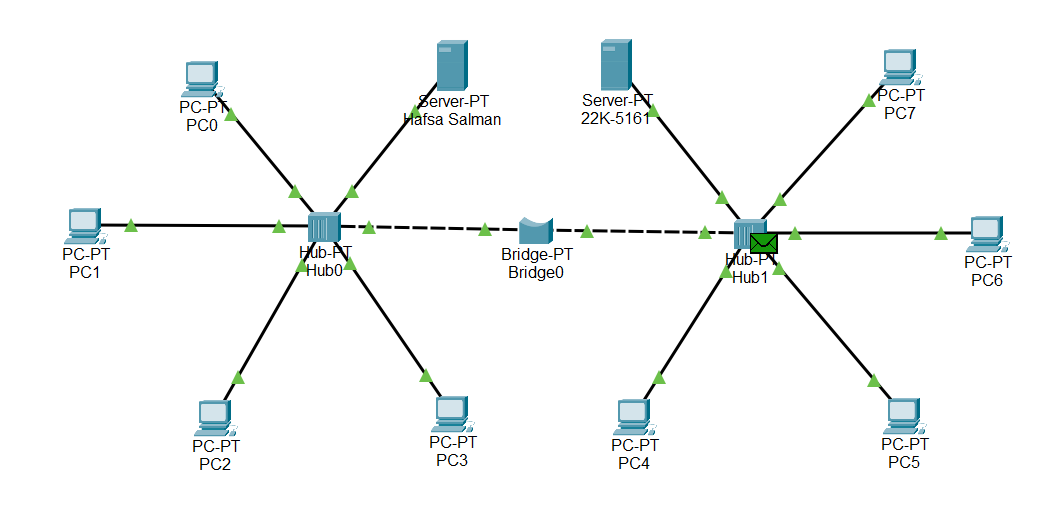 PC-PT
PC0
Server-PT
Hafsa Salman
Server-PT
22K-5161
PC-PT
PC7
PC-PT
PC1
Hub-PT
Hub0
Bridge-PT
Bridge0
Hub-PT
Hub1
PC-PT
PC6
PC-PT
PC2
PC-PT
PC3
PC-PT
PC4
PC-PT
PC5